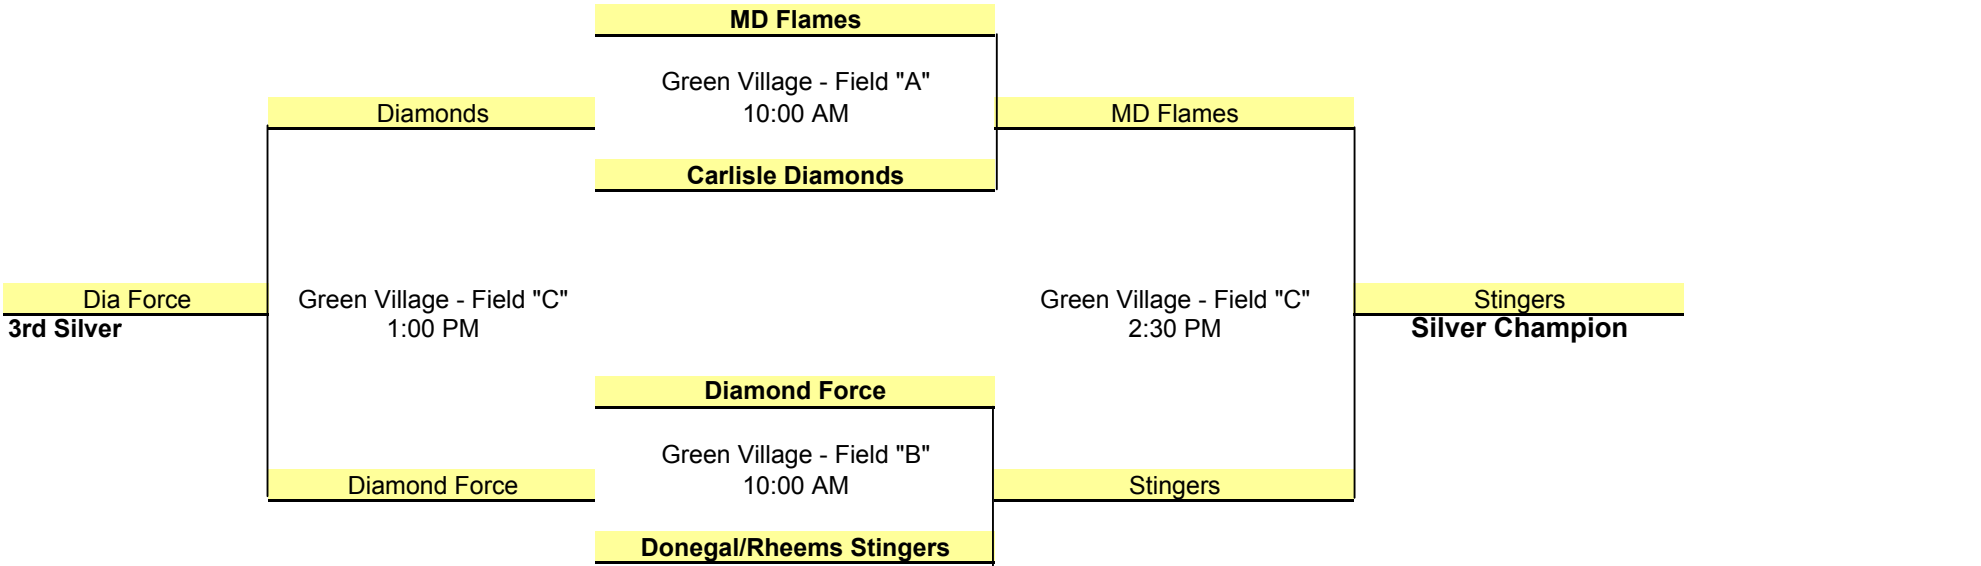 MD Flames
Green Village - Field "A"
Diamonds
10:00 AM
MD Flames
Carlisle Diamonds
Dia Force
Green Village - Field "C"
Green Village - Field "C"
Stingers
3rd Silver
1:00 PM
2:30 PM
Silver Champion
Diamond Force
Green Village - Field "B"
Diamond Force
10:00 AM
Stingers
Donegal/Rheems Stingers